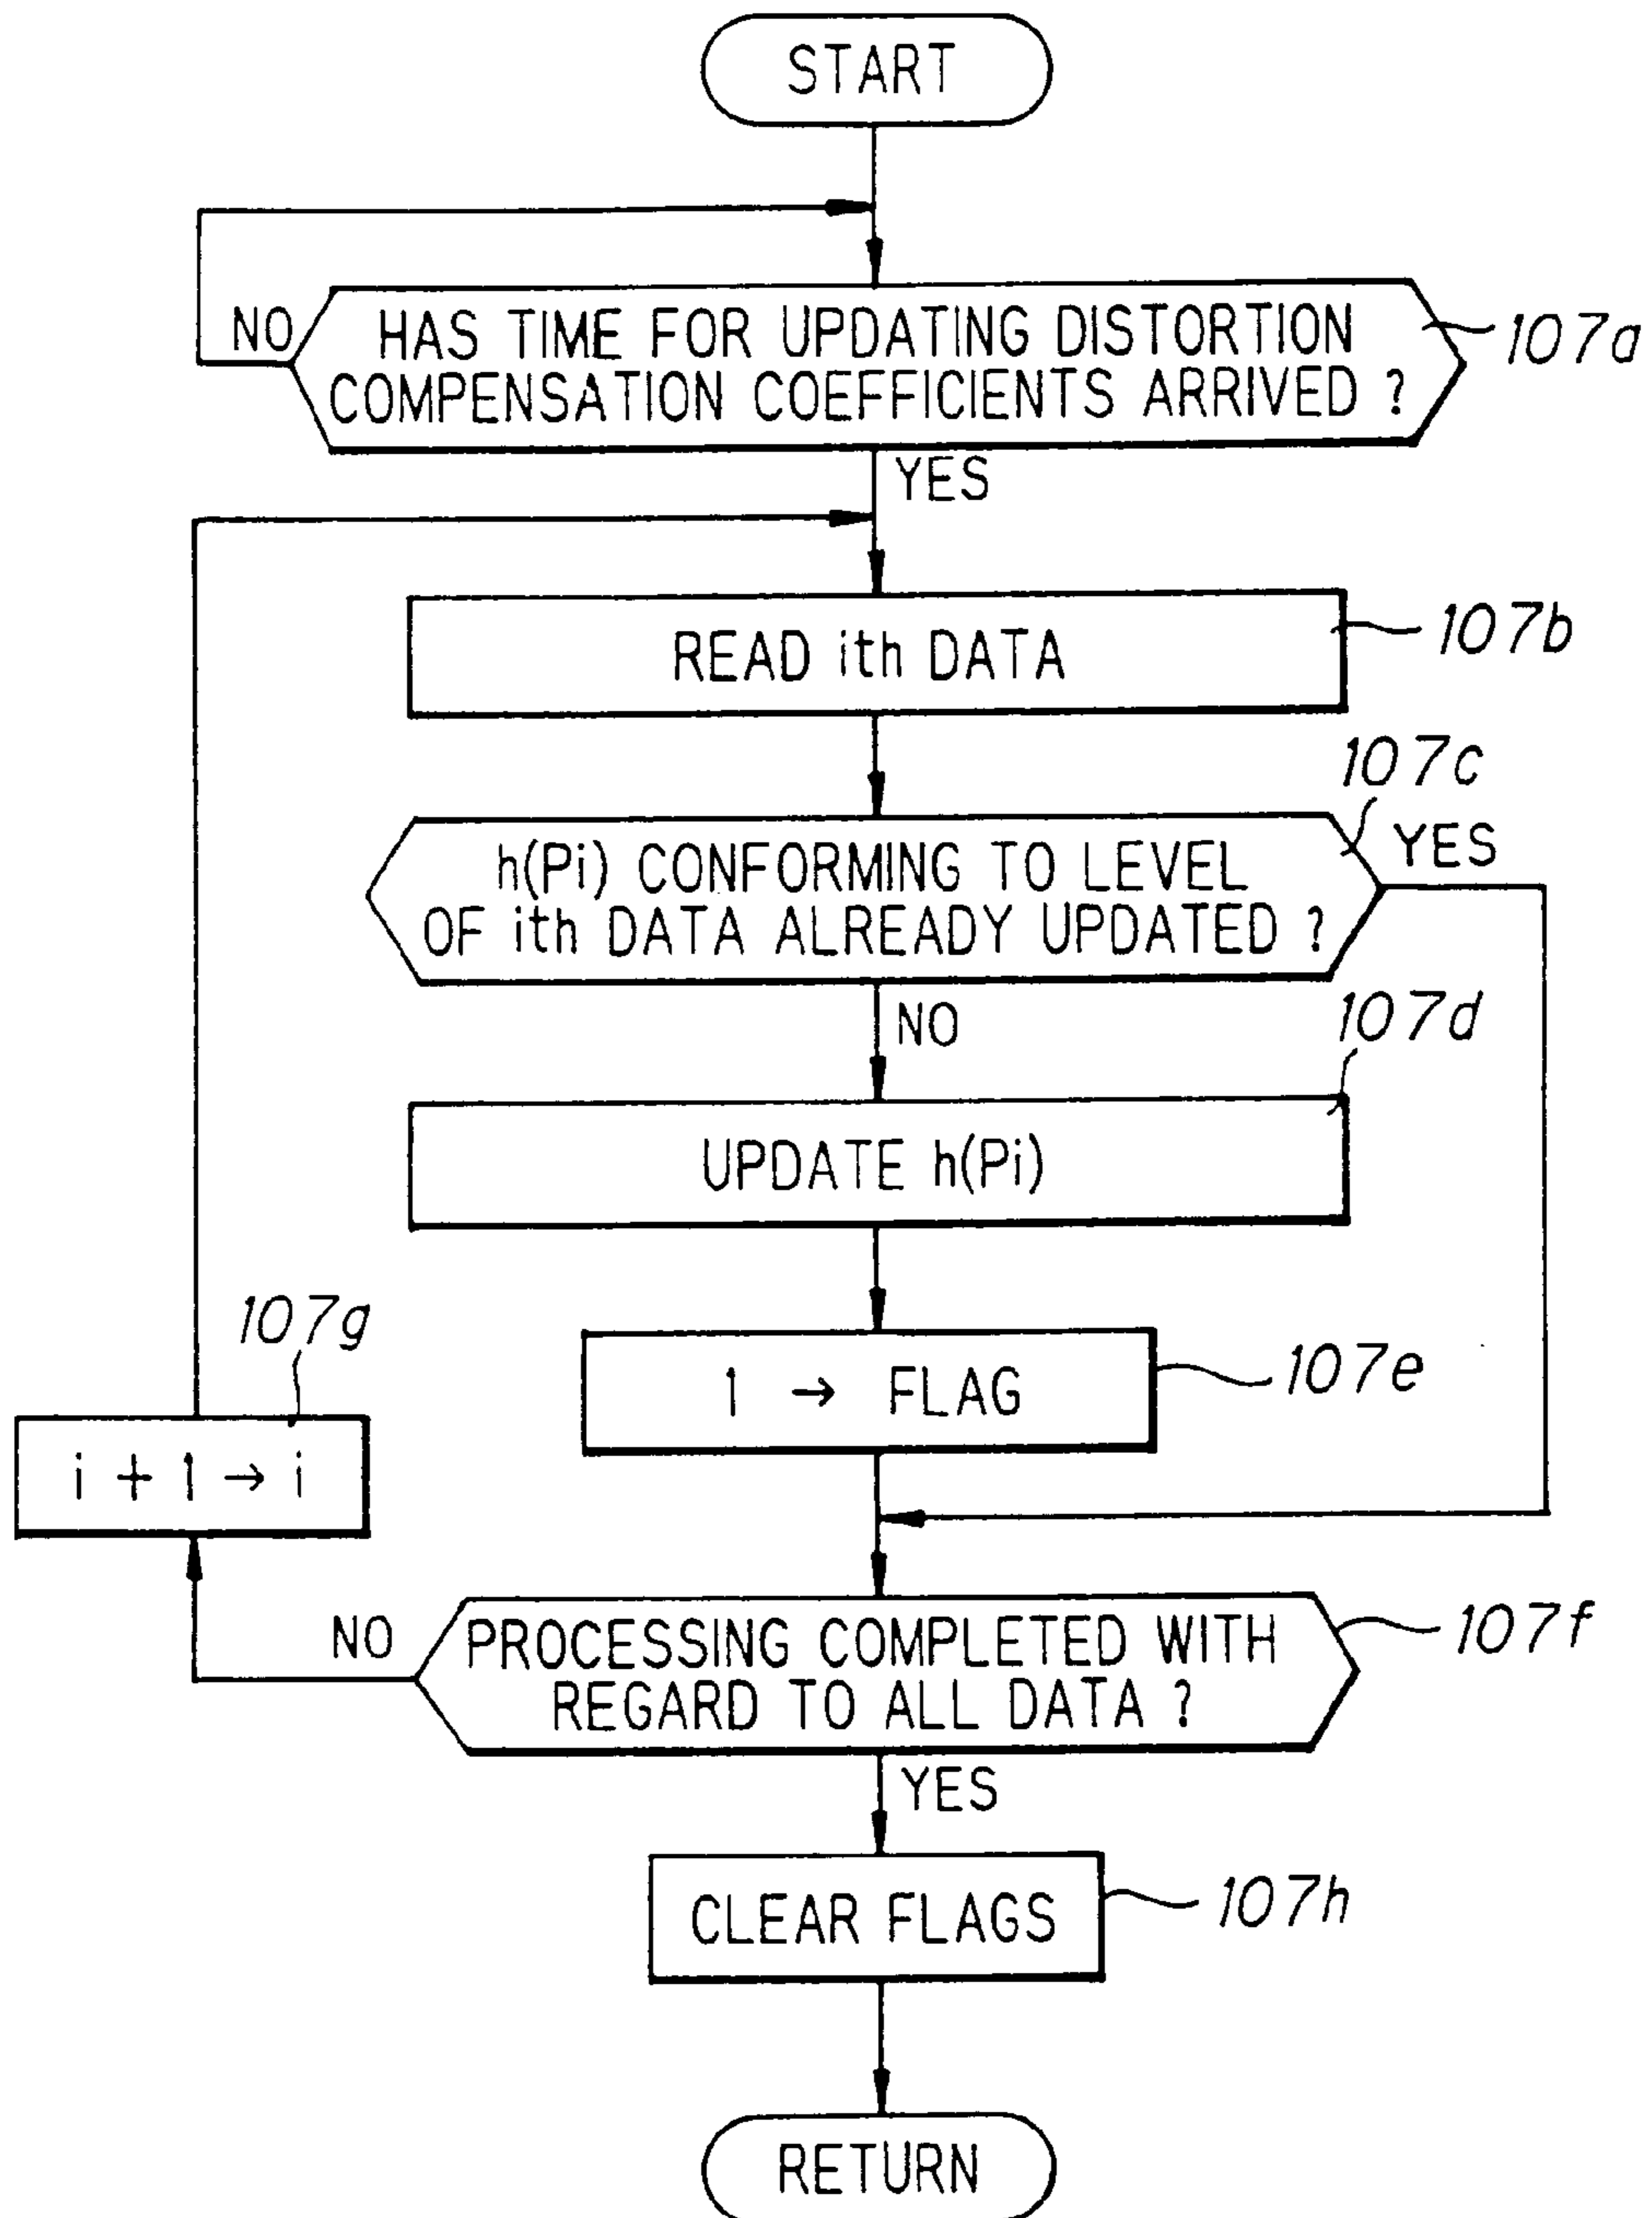 START
NO
HAS TIME FOR UPDATING DISTORTION
COMPENSATION COEFFICIENTS ARRIVED ?
107a
YES
READ ith DATA
107b
107c
h(Pi) CONFORMING TO LEVEL
OF ith DATA ALREADY UPDATED ?
YES
NO
107d
UPDATE h(Pi)
107g
1 → FLAG
107e
i + 1 → i
NO
PROCESSING COMPLETED WITH
REGARD TO ALL DATA ?
107f
YES
CLEAR FLAGS
107h
RETURN